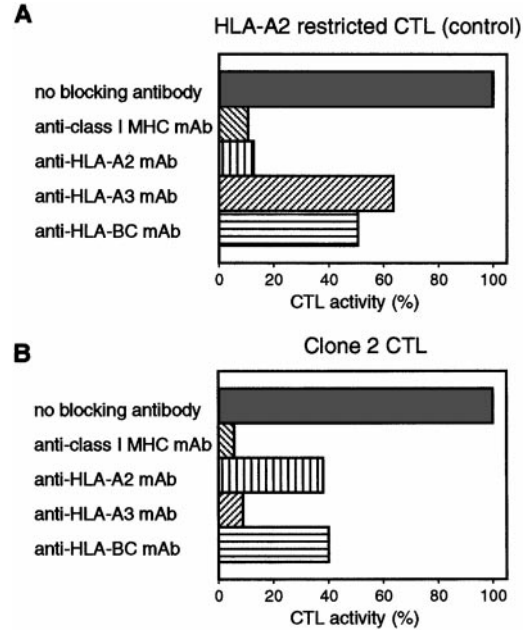 A
HLA-A2 restricted CTL (control)
no blocking antibody
anti-class I MHC mAb
anti-HLA-A2 mAb
anti-HLA-A3 mAb
anti-HLA-BC mAb
0 20 40 60 80 100
CTL activity (%)
B
Clone 2 CTL
no blocking antibody
anti-class I MHC mAb
anti-HLA-A2 mAb
anti-HLA-A3 mAb
anti-HLA-BC mAb
0 20 40 60 80 100
CTL activity (%)